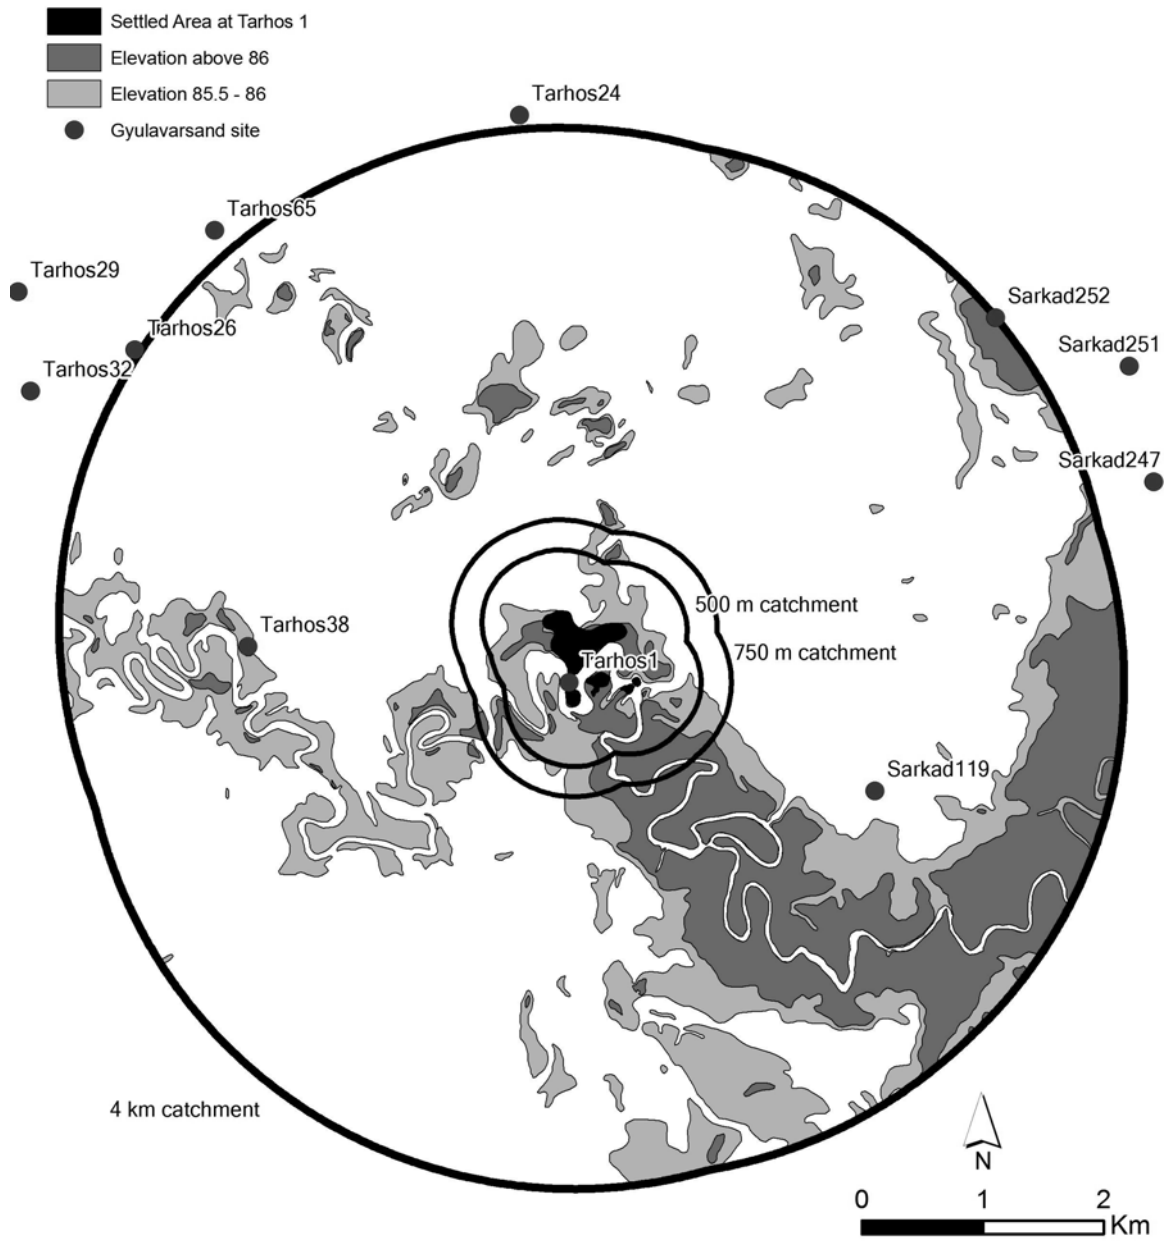 Settled Area at Tarhos 1
Elevation above 86
Elevation 85.5 - 86
Gyulavarsand site
Tarhos24
Tarhos65
Tarhos29
Sarkad252
Tarhos26
Sarkad251
Tarhos32
Sarkad247
500 m catchment
Tarhos38
750 m catchment
Tarhos1
Sarkad119
4 km catchment
N
0 1 2
Km